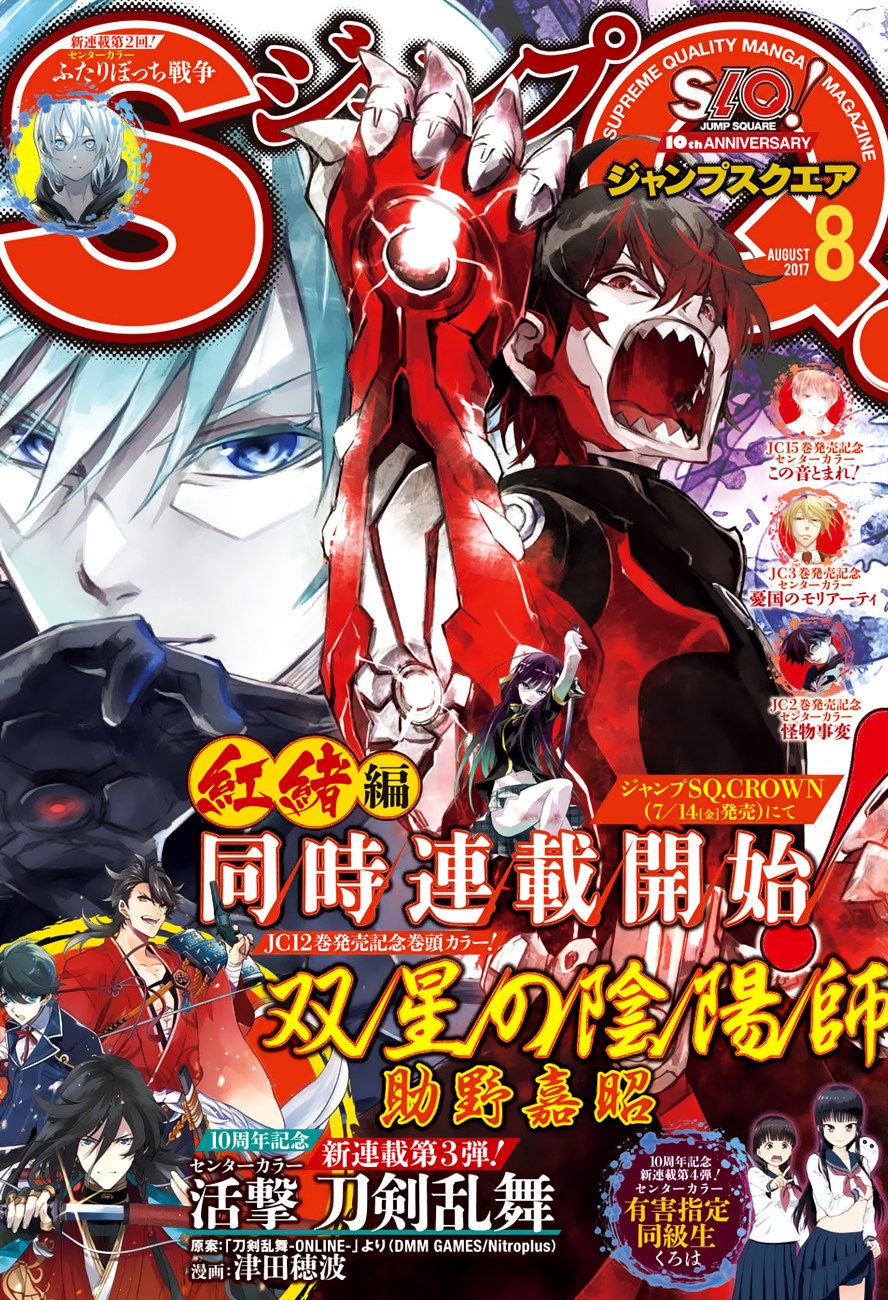 新連載第2回!
センターカラー
ふたりぼっち戦争
S ジャンプ Q.
SUPREME QUALITY MANGA MAGAZINE
SQ!
JUMP SQUARE
10th ANNIVERSARY
ジャンプスクエア
AUGUST
2017
8
JC15巻発売記念
センターカラー
この音とまれ!
JC3巻発売記念
センターカラー
憂国のモリアーティ
JC2巻発売記念
センターカラー
怪物事変
紅緒編
ジャンプSQ.CROWN
(7/14[金]発売)にて
同時連載開始!
JC12巻発売記念巻頭カラー!
双星の陰陽師
助野嘉昭
10周年記念
新連載第3弾!
センターカラー
活撃 刀剣乱舞
原案:「刀剣乱舞-ONLINE-」より(DMM GAMES/Nitroplus)
漫画:津田穂波
10周年記念
新連載第4弾!
センターカラー
有害指定
同級生
くろは